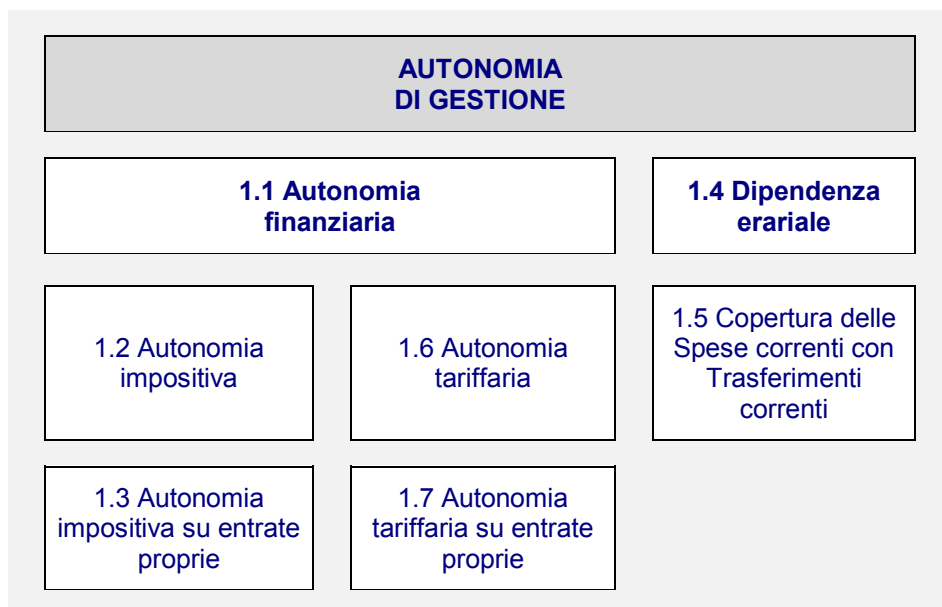 AUTONOMIA
DI GESTIONE
1.1 Autonomia
finanziaria
1.4 Dipendenza
erariale
1.2 Autonomia
impositiva
1.6 Autonomia
tariffaria
1.5 Copertura delle
Spese correnti con
Trasferimenti
correnti
1.3 Autonomia
impositiva su entrate
proprie
1.7 Autonomia
tariffaria su entrate
proprie